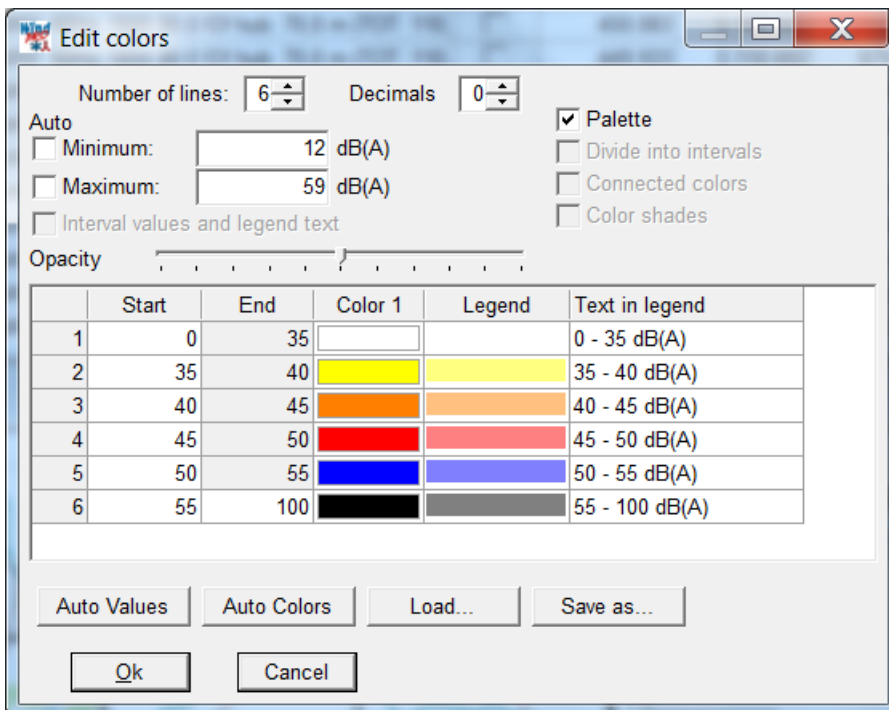 Wind
Edit colors
Number of lines: 6 Decimals 0
Auto
Minimum: 12 dB(A)
Maximum: 59 dB(A)
Interval values and legend text
Palette
Divide into intervals
Connected colors
Color shades
Opacity
Start End Color 1 Legend Text in legend
1 0 35 0 - 35 dB(A)
2 35 40 35 - 40 dB(A)
3 40 45 40 - 45 dB(A)
4 45 50 45 - 50 dB(A)
5 50 55 50 - 55 dB(A)
6 55 100 55 - 100 dB(A)
Auto Values Auto Colors Load... Save as...
Ok Cancel